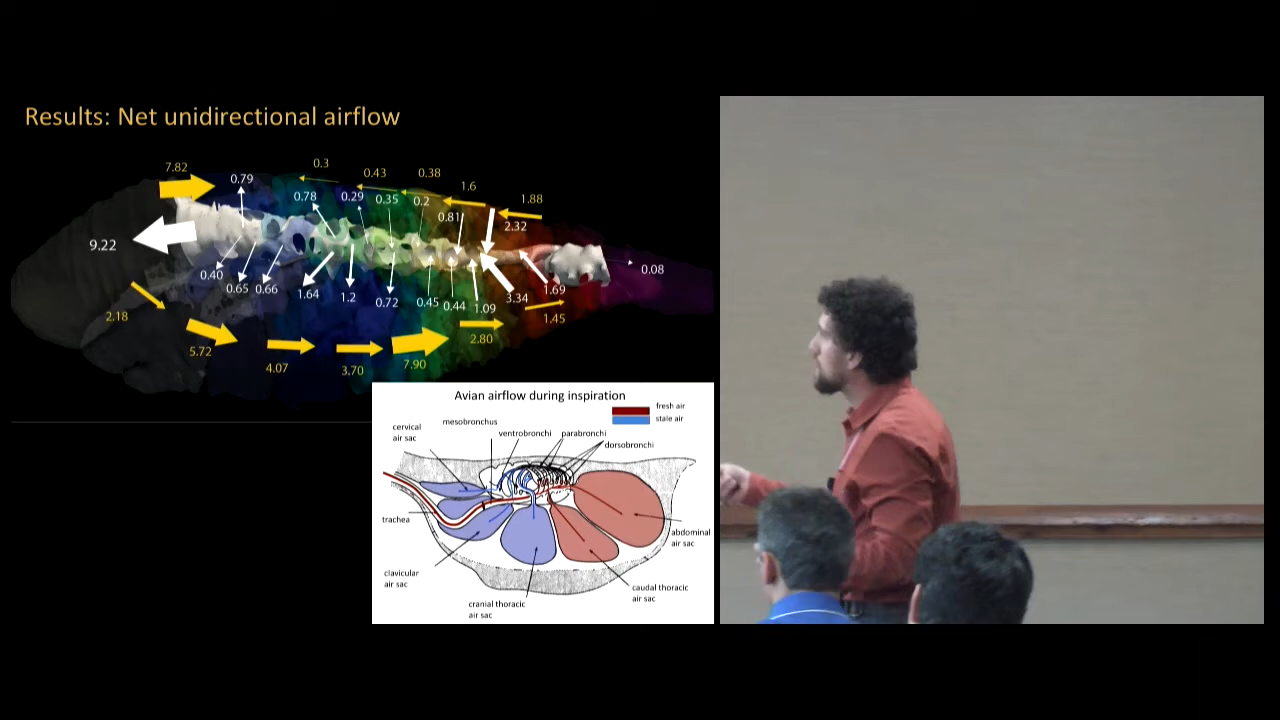 Results: Net unidirectional airflow
7.82
0.79
0.3
0.43
0.38
1.6
1.88
0.78
0.29
0.35
0.2
0.81
2.32
9.22
0.08
0.40
0.65
0.66
1.64
1.2
0.72
0.45
0.44
1.09
3.34
1.69
1.45
2.18
5.72
4.07
3.70
7.90
2.80
Avian airflow during inspiration
fresh air
stale air
mesobronchus
cervical
air sac
ventrobronchi
parabronchi
dorsobronchi
trachea
abdominal
air sac
clavicular
air sac
caudal thoracic
air sac
cranial thoracic
air sac